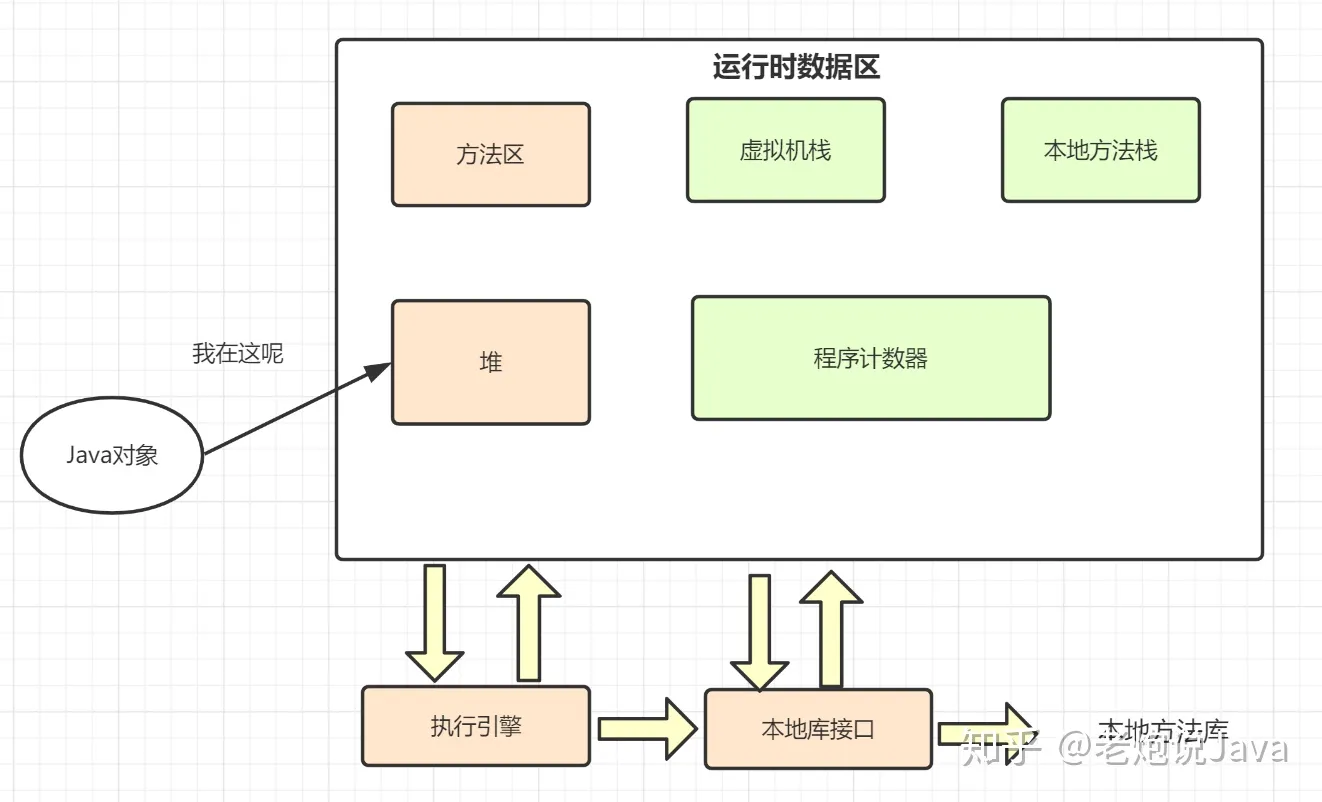 运行时数据区
方法区
虚拟机栈
本地方法栈
我在这呢
堆
程序计数器
Java对象
执行引擎
本地库接口
本地方法库
知乎 @老炮说Java